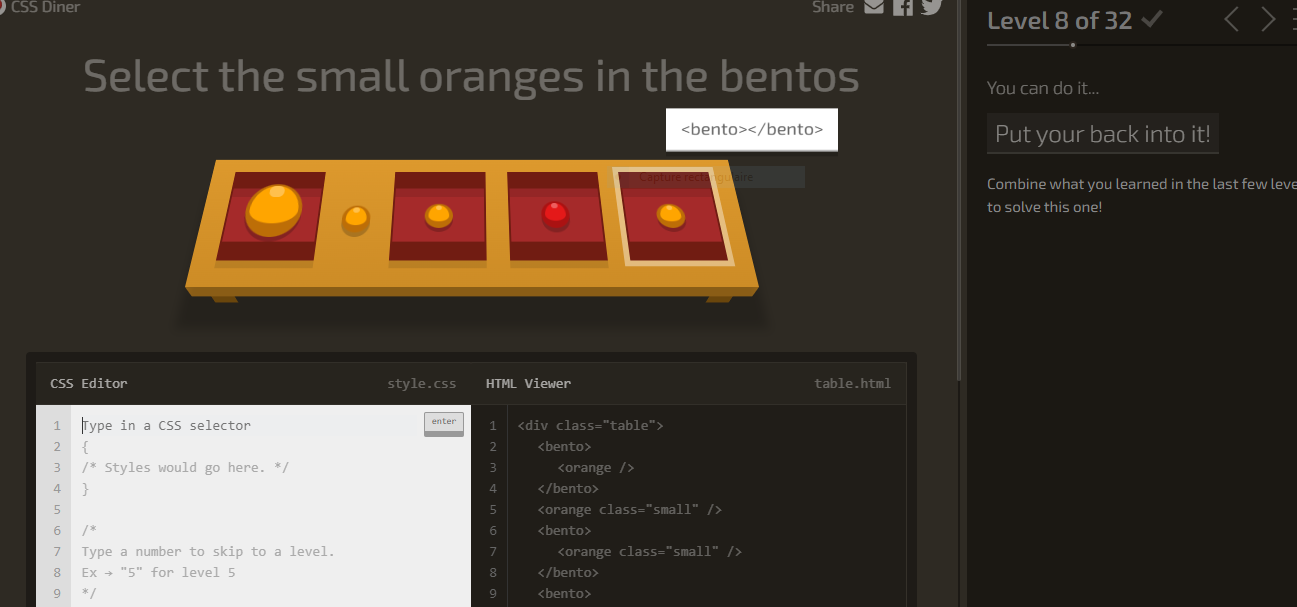 CSS Diner
Share
Select the small oranges in the bentos
<bento></bento>
Capture rectangulaire
CSS Editor style.css
1 Type in a CSS selector
enter
2 {
3 /* Styles would go here. */
4 }
5
6 /*
7 Type a number to skip to a level.
8 Ex → "5" for level 5
9 */
HTML Viewer table.html
1 <div class="table">
2 <bento>
3 <orange />
4 </bento>
5 <orange class="small" />
6 <bento>
7 <orange class="small" />
8 </bento>
9 <bento>
Level 8 of 32
You can do it...
Put your back into it!
Combine what you learned in the last few leve
to solve this one!